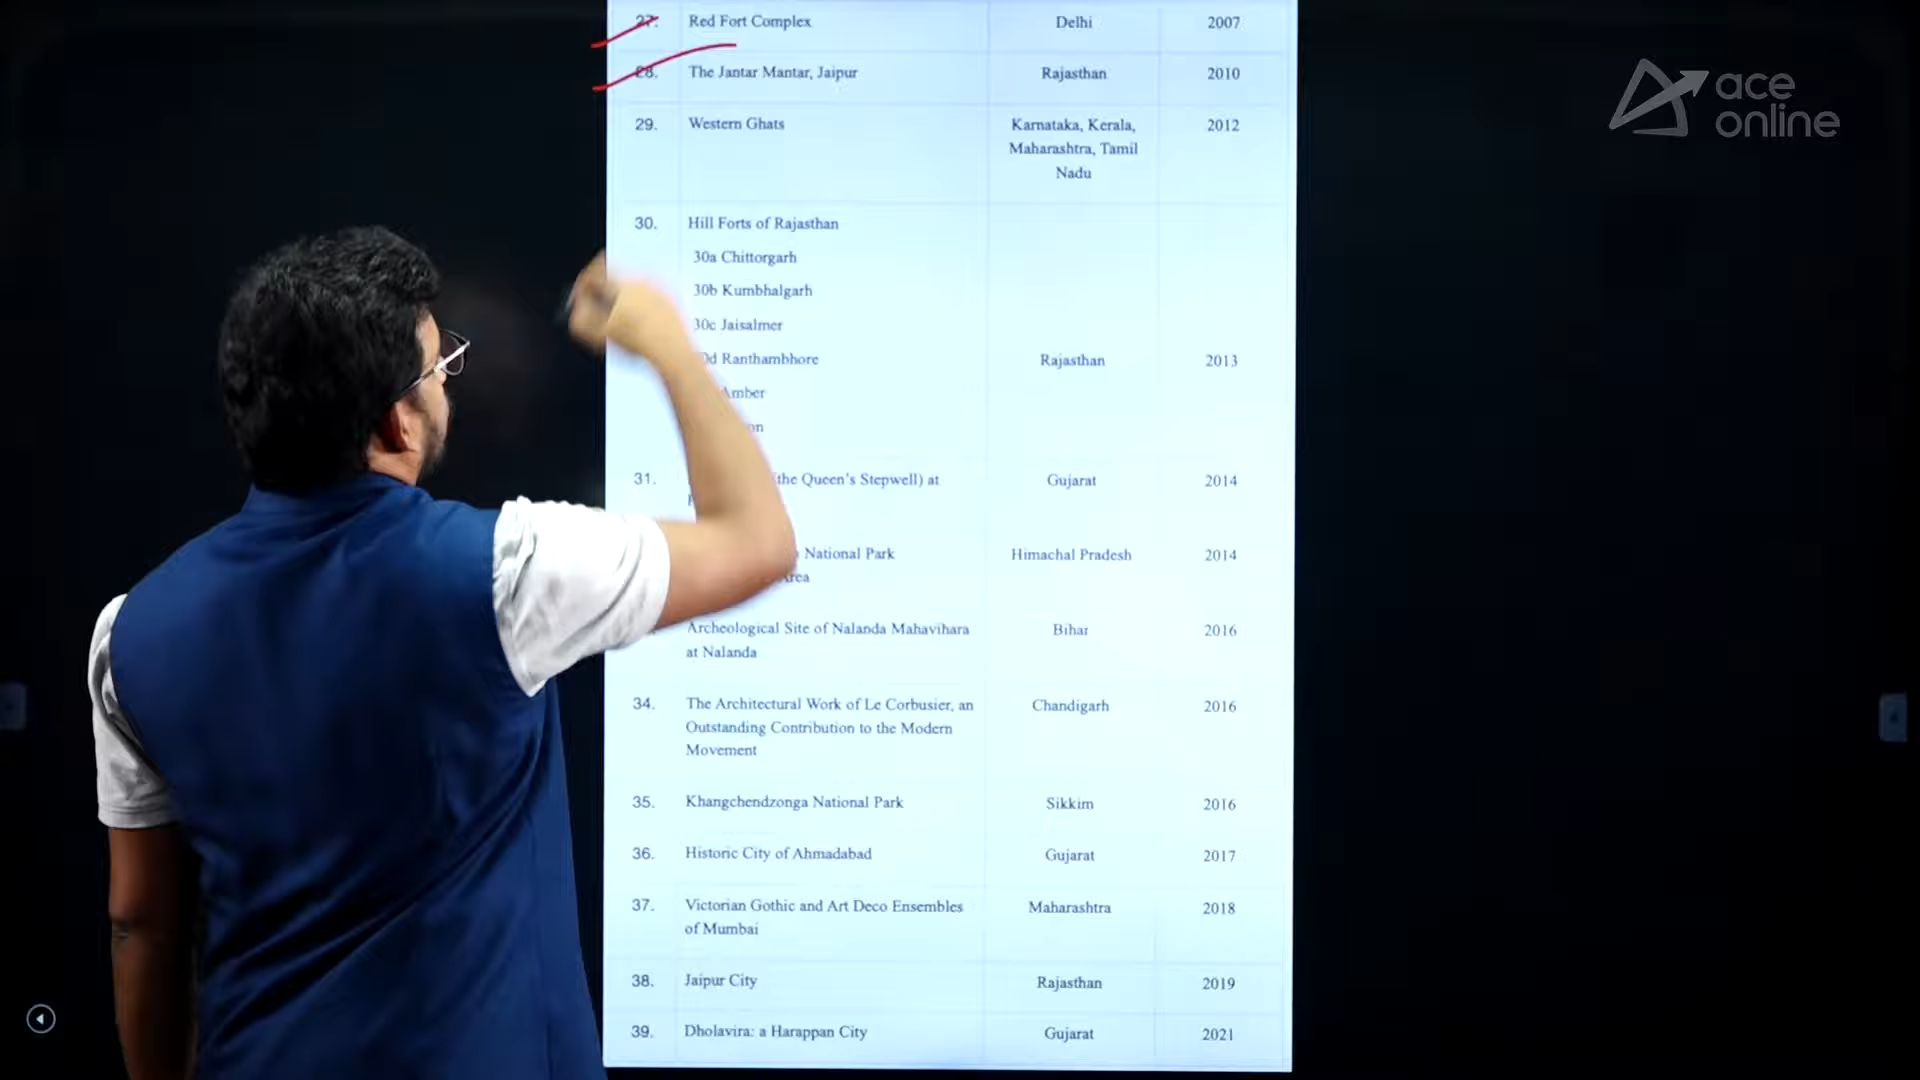 27. Red Fort Complex Delhi 2007
28. The Jantar Mantar, Jaipur Rajasthan 2010
29. Western Ghats Karnataka, Kerala, 2012
Maharashtra, Tamil
Nadu
30. Hill Forts of Rajasthan
30a Chittorgarh
30b Kumbhalgarh
30c Jaisalmer
Ranthambhore Rajasthan 2013
Amber
31. (the Queen's Stepwell) at Gujarat 2014
National Park Himachal Pradesh 2014
Archeological Site of Nalanda Mahavihara Bihar 2016
at Nalanda
34. The Architectural Work of Le Corbusier, an Chandigarh 2016
Outstanding Contribution to the Modern
Movement
35. Khangchendzonga National Park Sikkim 2016
36. Historic City of Ahmadabad Gujarat 2017
37. Victorian Gothic and Art Deco Ensembles Maharashtra 2018
of Mumbai
38. Jaipur City Rajasthan 2019
39. Dholavira: a Harappan City Gujarat 2021
ace
online